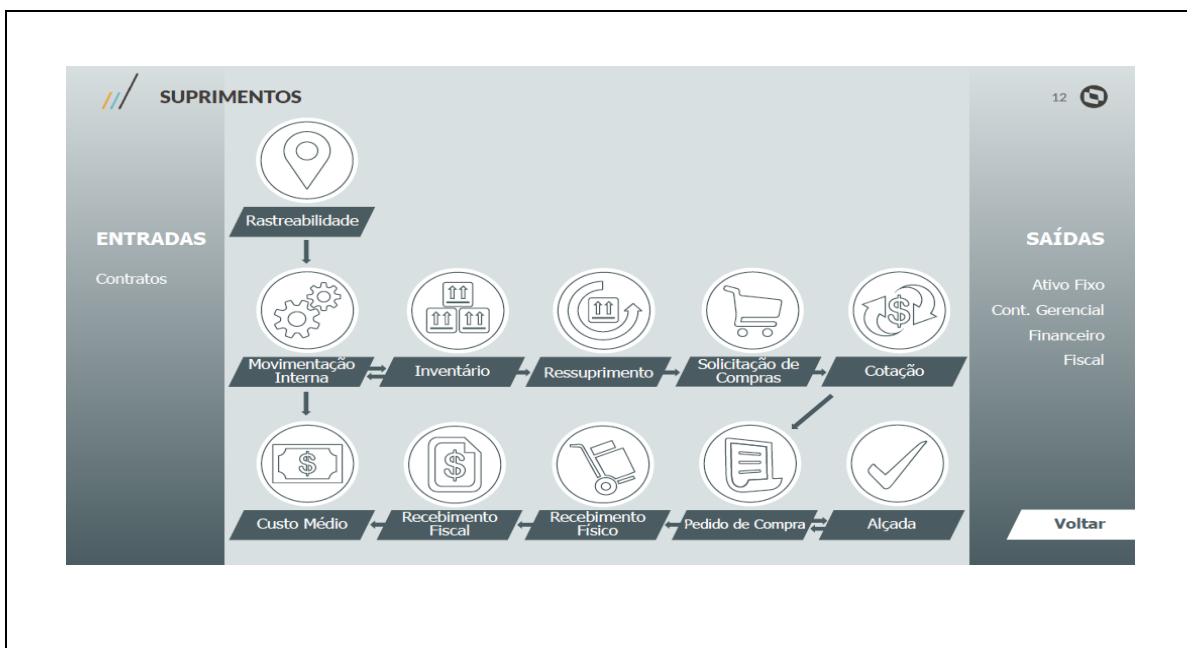 SUPRIMENTOS
12
Rastreabilidade
ENTRADAS
Contratos
SAÍDAS
Ativo Fixo
Cont. Gerencial
Financeiro
Fiscal
Movimentação
Interna
Inventário
Ressuprimento
Solicitação de
Compras
Cotação
$
$
$
Custo Médio
Recebimento
Fiscal
Recebimento
Físico
Pedido de Compra
Alçada
Voltar